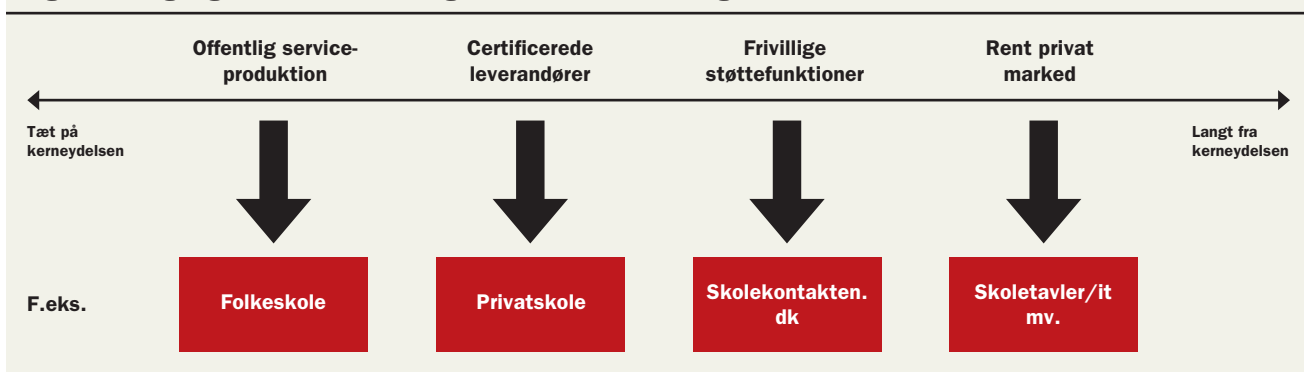 Offentlig service-
produktion
Certificerede
leverandører
Frivillige
støttefunktioner
Rent privat
marked
Tæt på
kerneydelsen
Langt fra
kerneydelsen
F.eks.
Folkeskole
Privatskole
Skolekontakten.
dk
Skoletavler/it
mv.